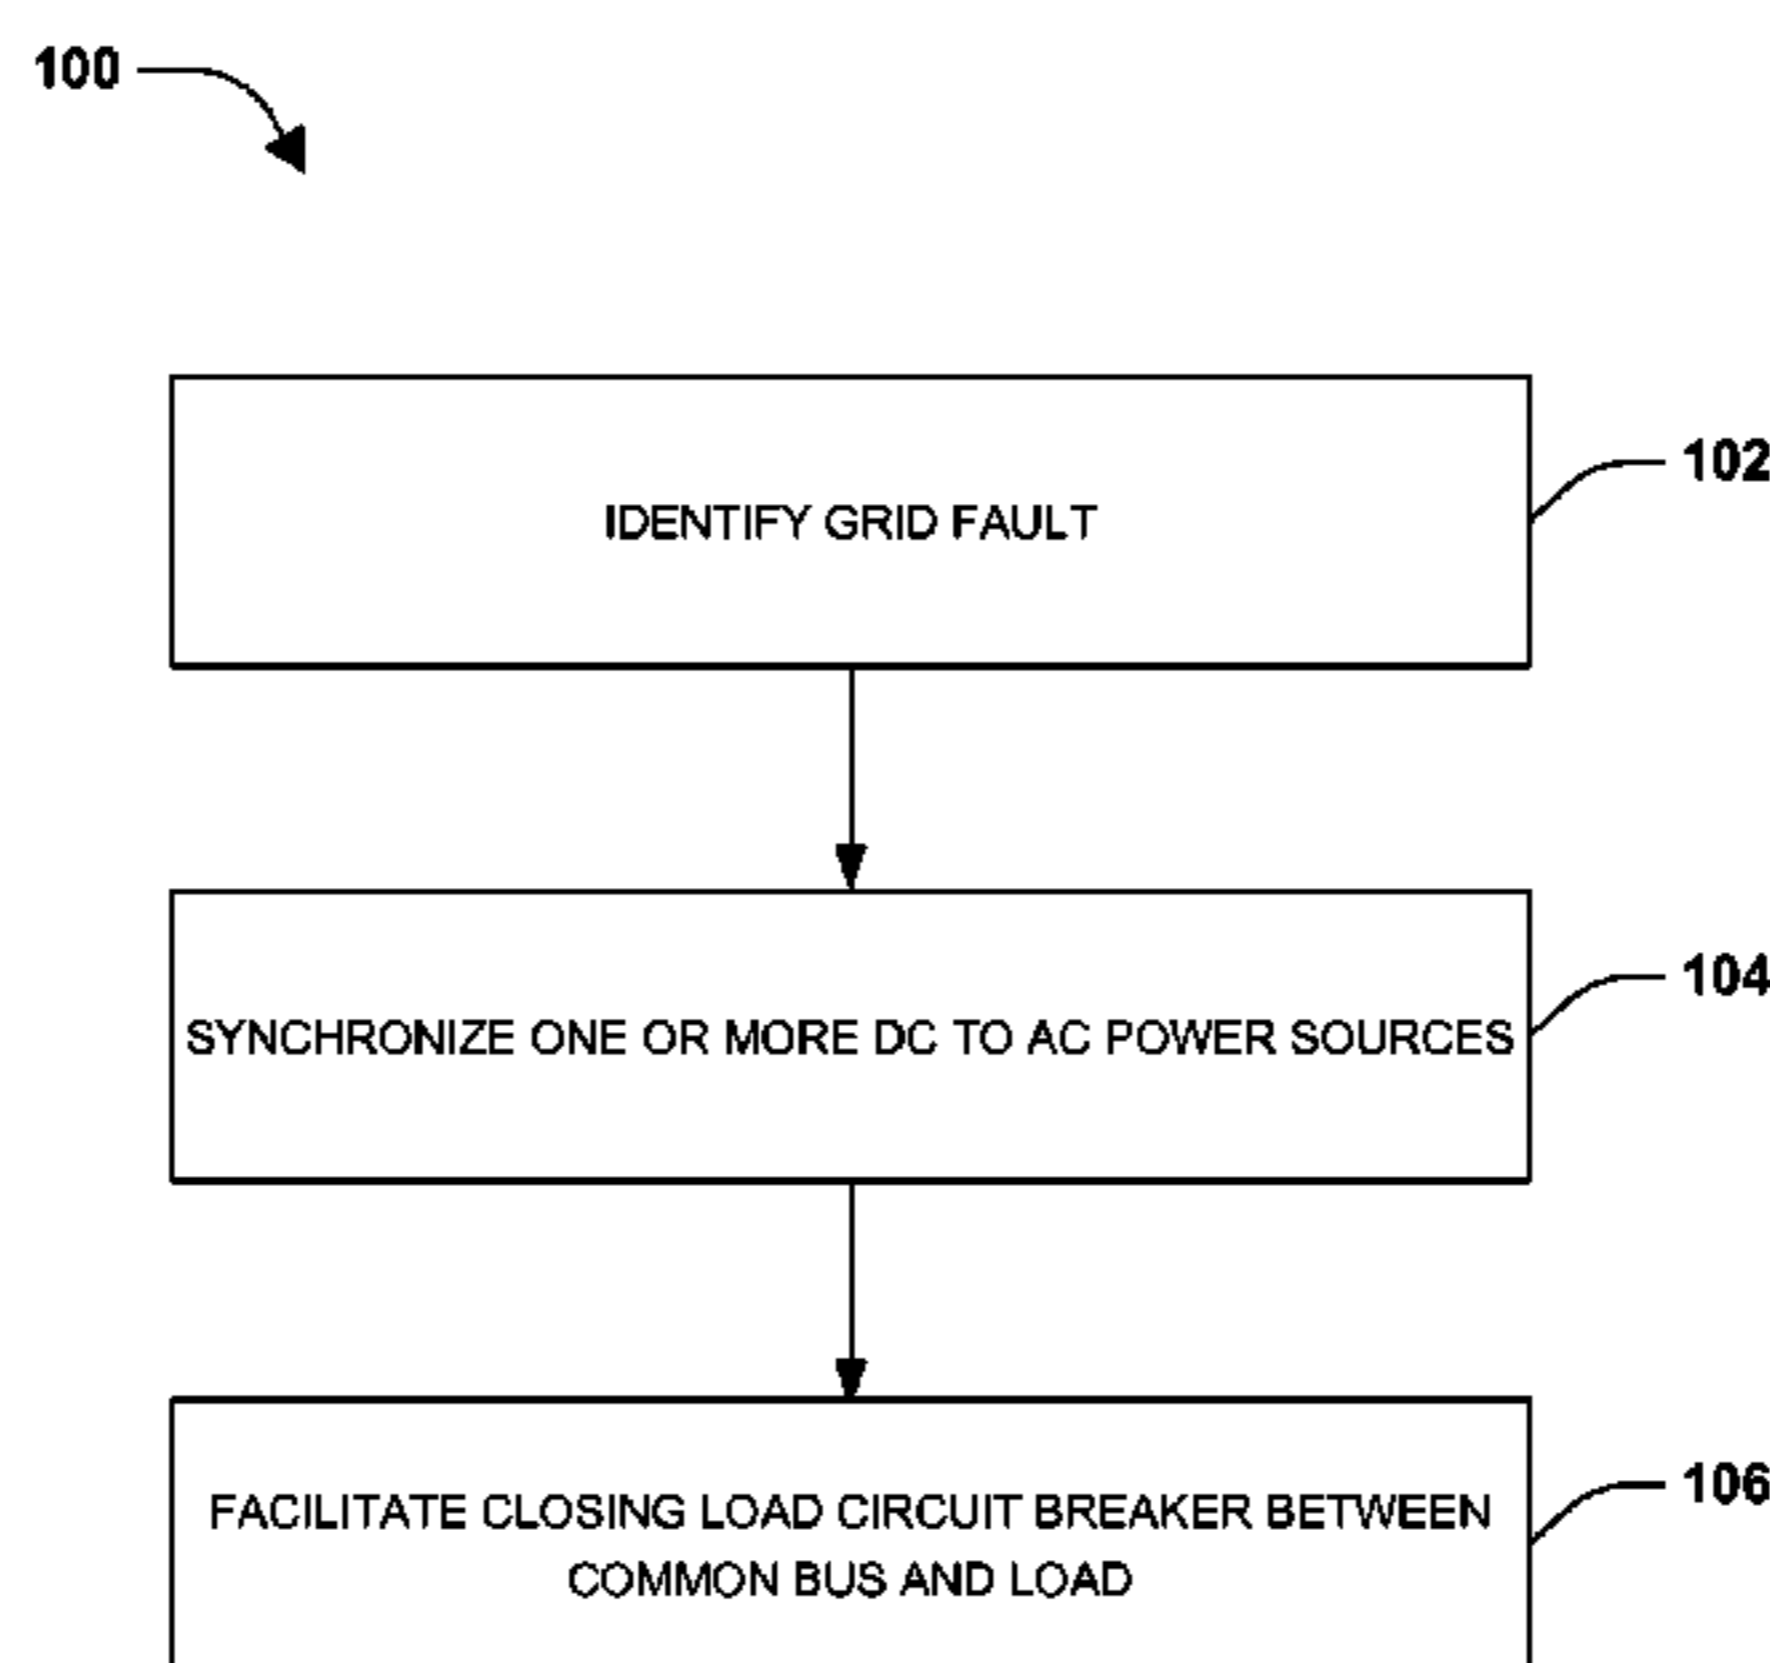 100
102
IDENTIFY GRID FAULT
104
SYNCHRONIZE ONE OR MORE DC TO AC POWER SOURCES
106
FACILITATE CLOSING LOAD CIRCUIT BREAKER BETWEEN
COMMON BUS AND LOAD